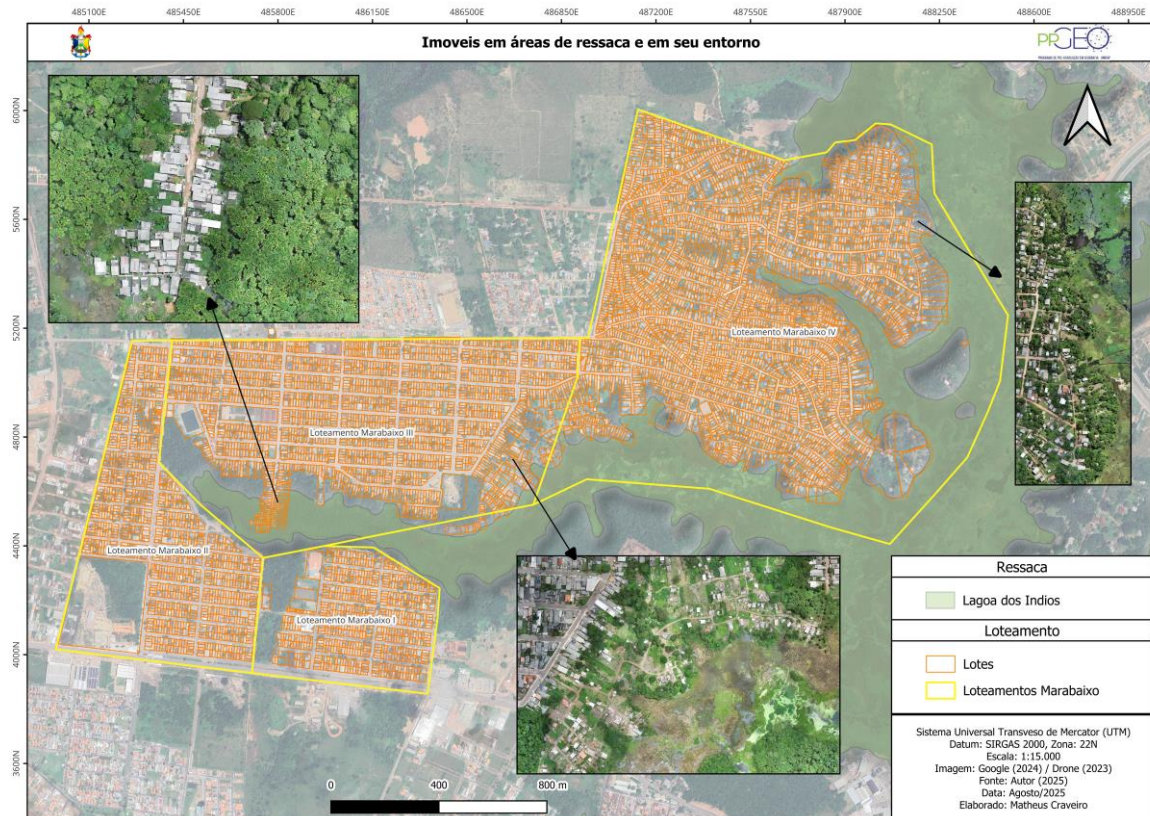 485100E 485450E 485800E 486150E 486500E 486850E 487200E 487550E 487900E 488250E 488600E 488950E
Imoveis em áreas de ressaca e em seu entorno
PPGEO
6000N
5600N
5200N
4800N
4400N
4000N
3600N
Loteamento Marabaixo IV
Loteamento Marabaixo III
Loteamento Marabaixo II
Loteamento Marabaixo I
0 400 800 m
Ressaca
Lagoa dos Indios
Loteamento
Lotes
Loteamentos Marabaixo
Sistema Universal Transveso de Mercator (UTM)
Datum: SIRGAS 2000, Zona: 22N
Escala: 1:15.000
Imagem: Google (2024) / Drone (2023)
Fonte: Autor (2025)
Data: Agosto/2025
Elaborado: Matheus Craveiro